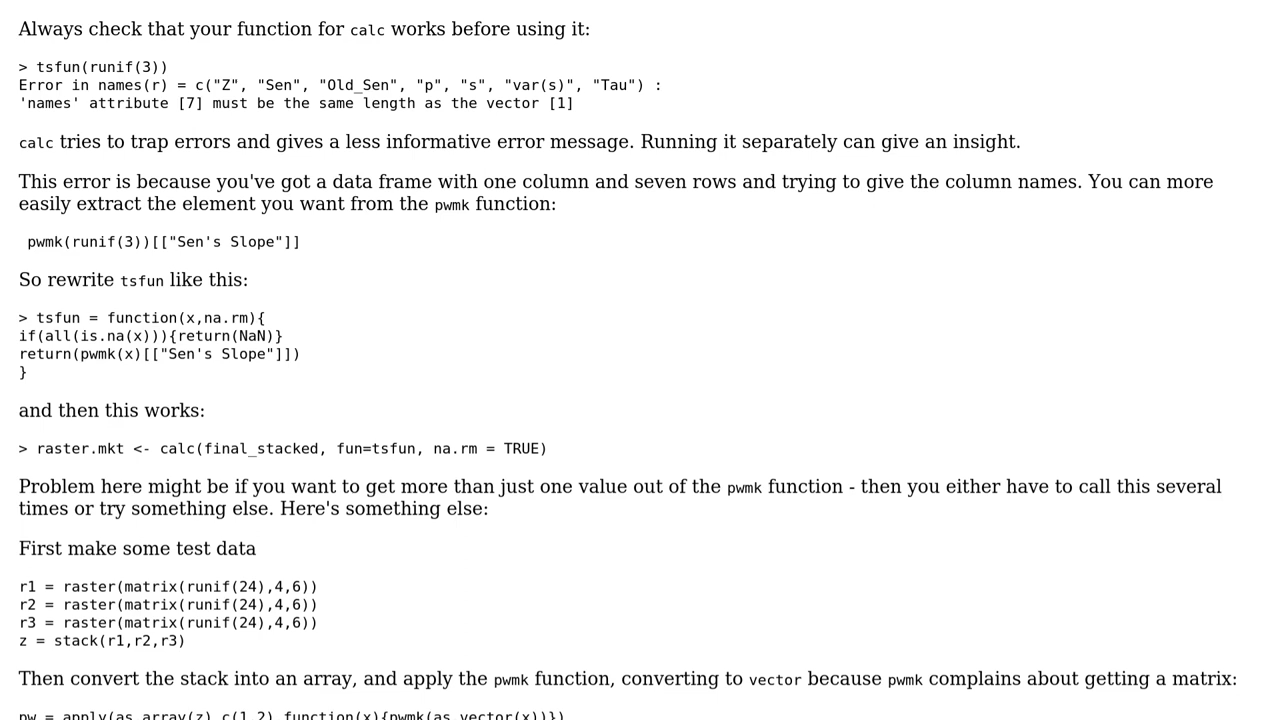 Always check that your function for calc works before using it:
> tsfun(runif(3))
Error in names(r) = c("Z", "Sen", "Old_Sen", "p", "s", "var(s)", "Tau") :
'names' attribute [7] must be the same length as the vector [1]
calc tries to trap errors and gives a less informative error message. Running it separately can give an insight.
This error is because you've got a data frame with one column and seven rows and trying to give the column names. You can more
easily extract the element you want from the pwmk function:
pwmk(runif(3))[["Sen's Slope"]]
So rewrite tsfun like this:
> tsfun = function(x,na.rm){
if(all(is.na(x))){return(NaN)}
return(pwmk(x)[["Sen's Slope"]])
}
and then this works:
> raster.mkt <- calc(final_stacked, fun=tsfun, na.rm = TRUE)
Problem here might be if you want to get more than just one value out of the pwmk function - then you either have to call this several
times or try something else. Here's something else:
First make some test data
r1 = raster(matrix(runif(24),4,6))
r2 = raster(matrix(runif(24),4,6))
r3 = raster(matrix(runif(24),4,6))
z = stack(r1,r2,r3)
Then convert the stack into an array, and apply the pwmk function, converting to vector because pwmk complains about getting a matrix:
pw = apply(as.array(z),c(1,2),function(x){pwmk(as.vector(x))})